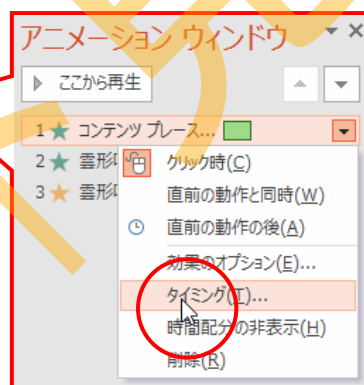 アニメーション ウィンドウ
ここから再生
1 コンテンツ プレース...
2 雲形
クリック時(C)
3 雲形
直前の動作と同時(W)
直前の動作の後(A)
効果のオプション(E)...
タイミング(T)...
時間配分の非表示(H)
削除(R)